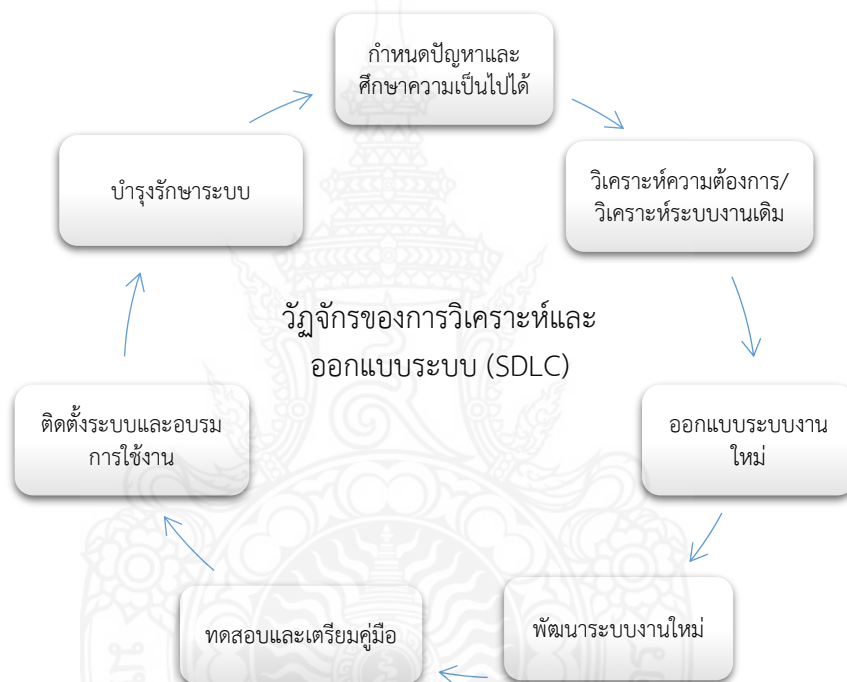 กำหนดปัญหาและ
ศึกษาความเป็นไปได้
วิเคราะห์ความต้องการ/
วิเคราะห์ระบบงานเดิม
ออกแบบระบบงาน
ใหม่
พัฒนาระบบงานใหม่
ทดสอบและเตรียมคู่มือ
ติดตั้งระบบและอบรม
การใช้งาน
บำรุงรักษาระบบ
วัฏจักรของการวิเคราะห์และ
ออกแบบระบบ (SDLC)